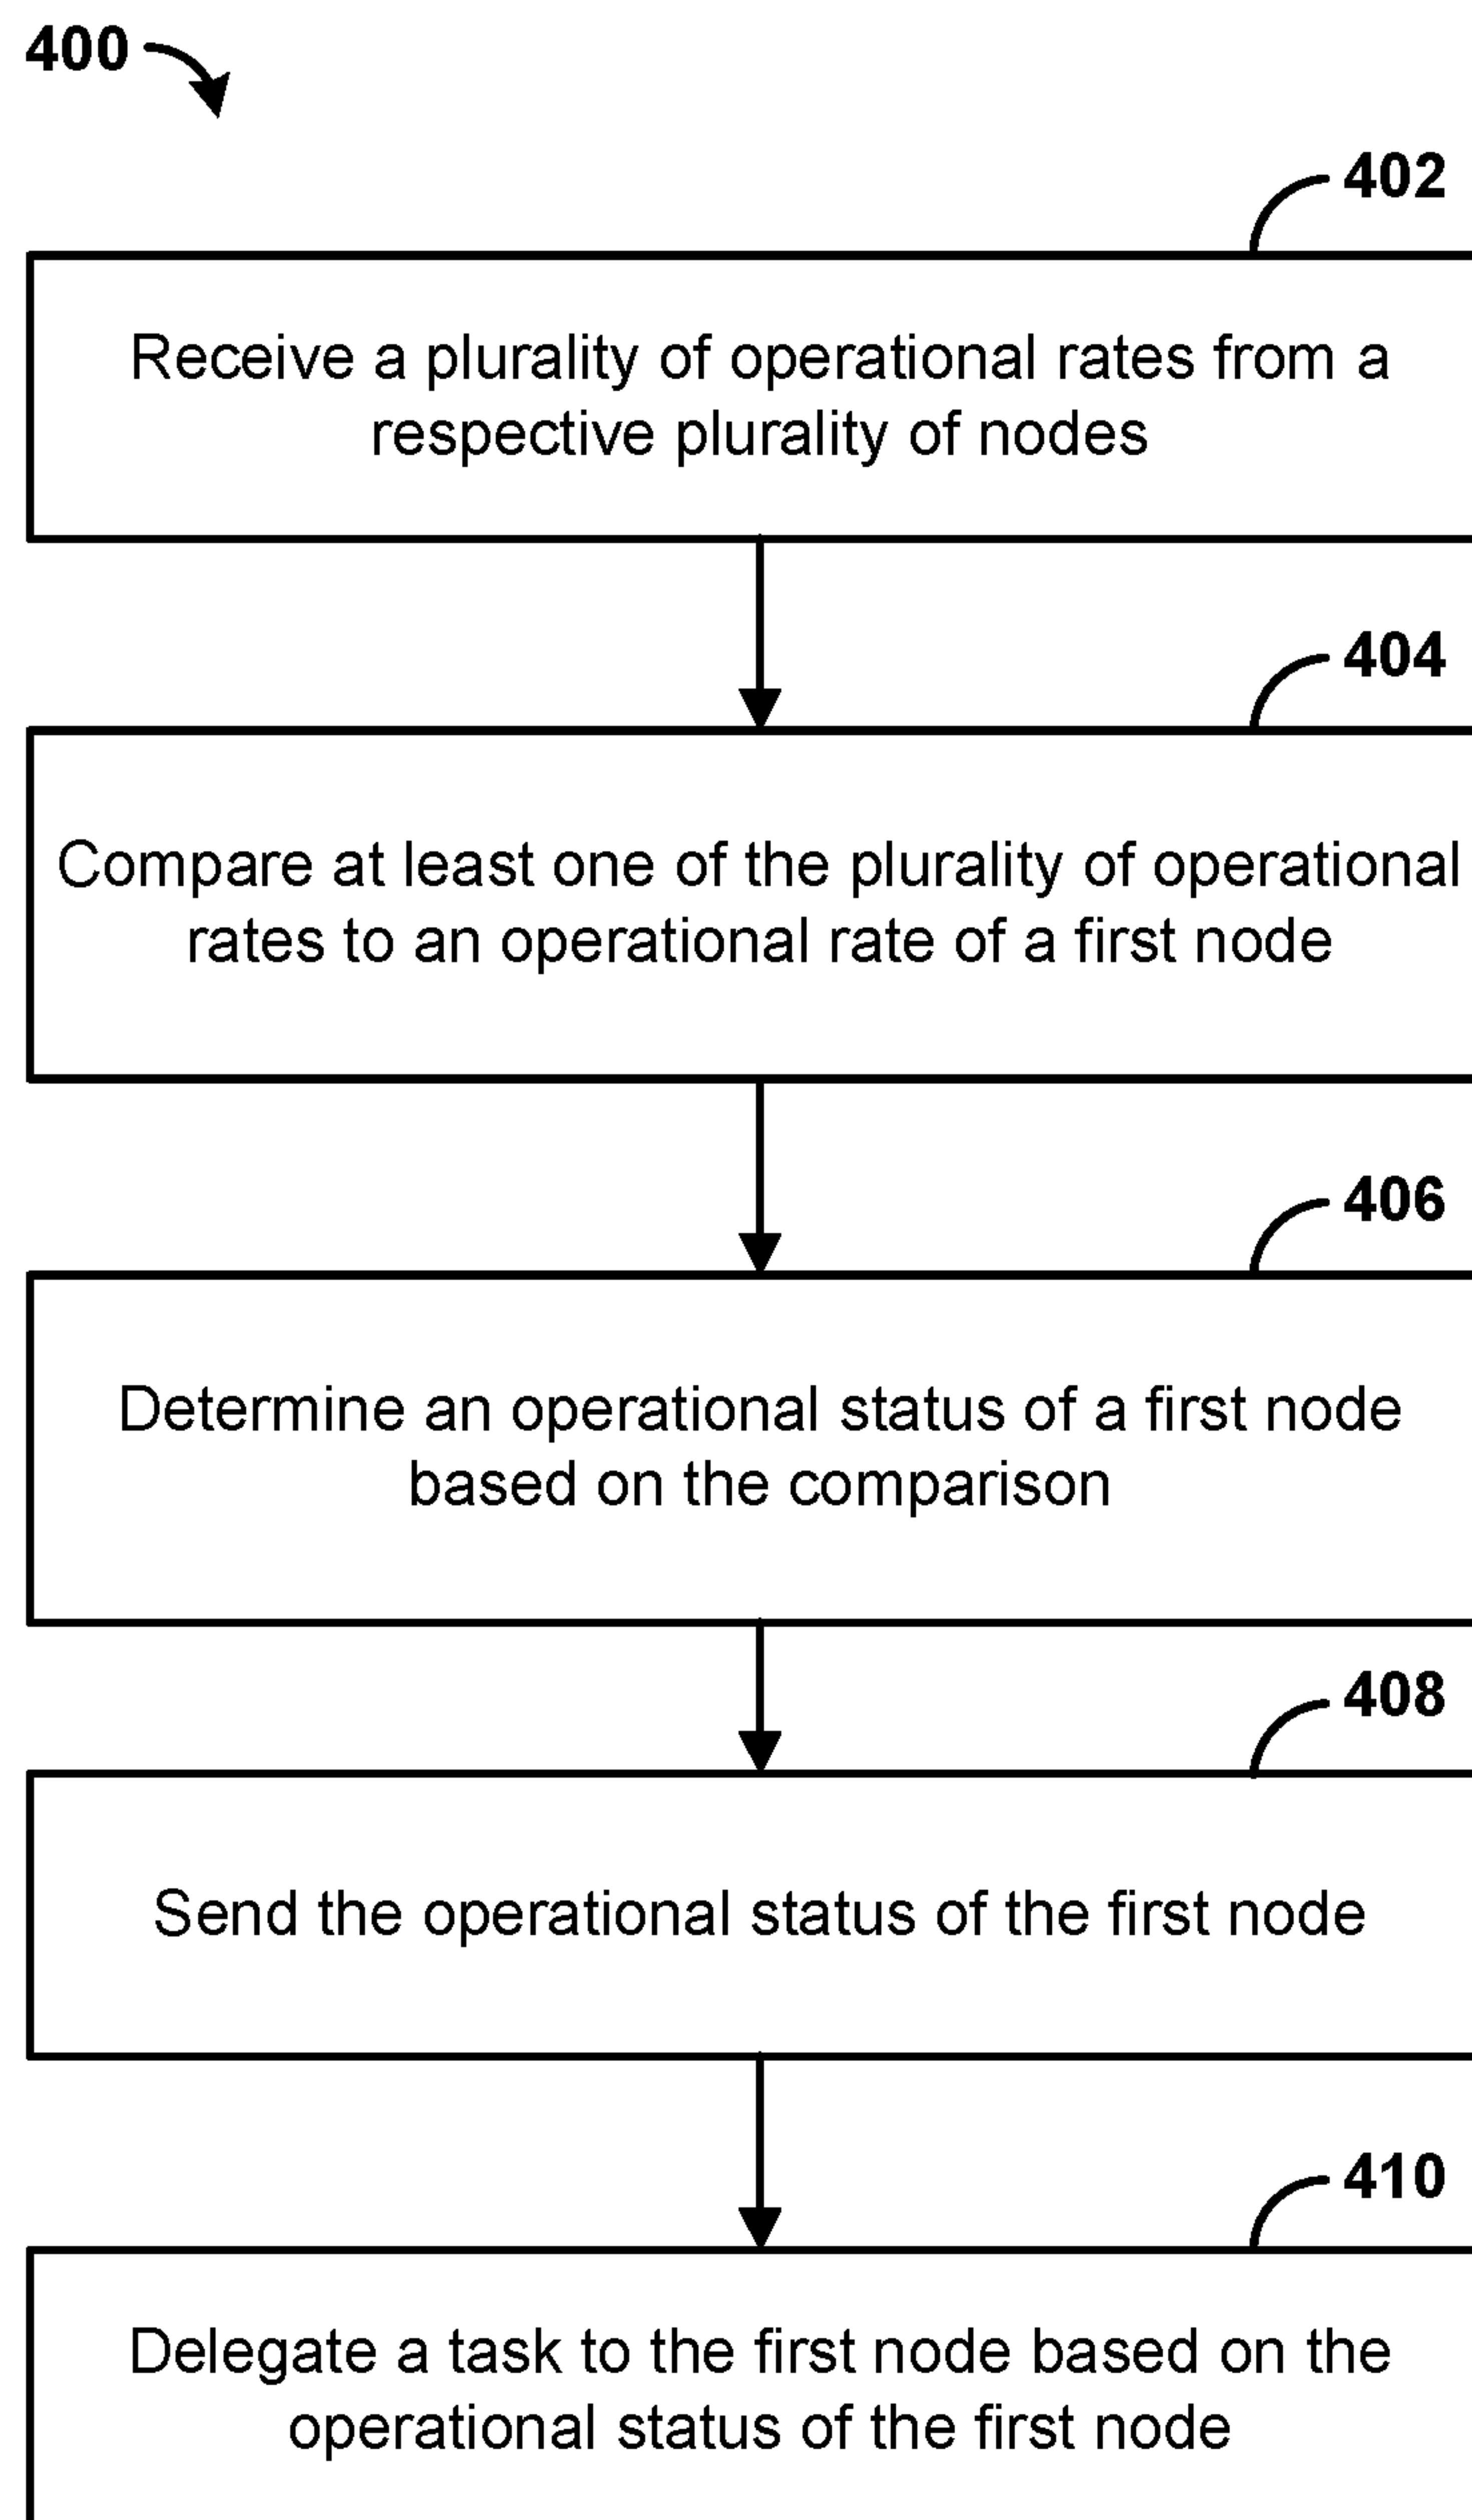 400
402
Receive a plurality of operational rates from a
respective plurality of nodes
404
Compare at least one of the plurality of operational
rates to an operational rate of a first node
406
Determine an operational status of a first node
based on the comparison
408
Send the operational status of the first node
410
Delegate a task to the first node based on the
operational status of the first node